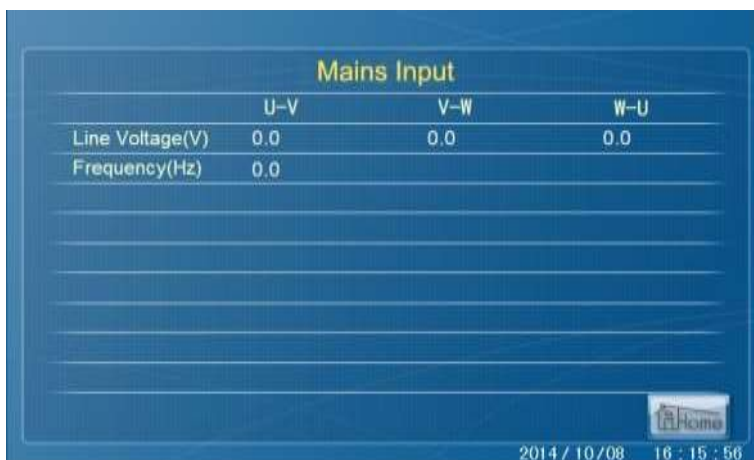 Mains Input
U-V V-W W-U
Line Voltage(V) 0.0 0.0 0.0
Frequency(Hz) 0.0
Home
2014/10/08 16:15:56